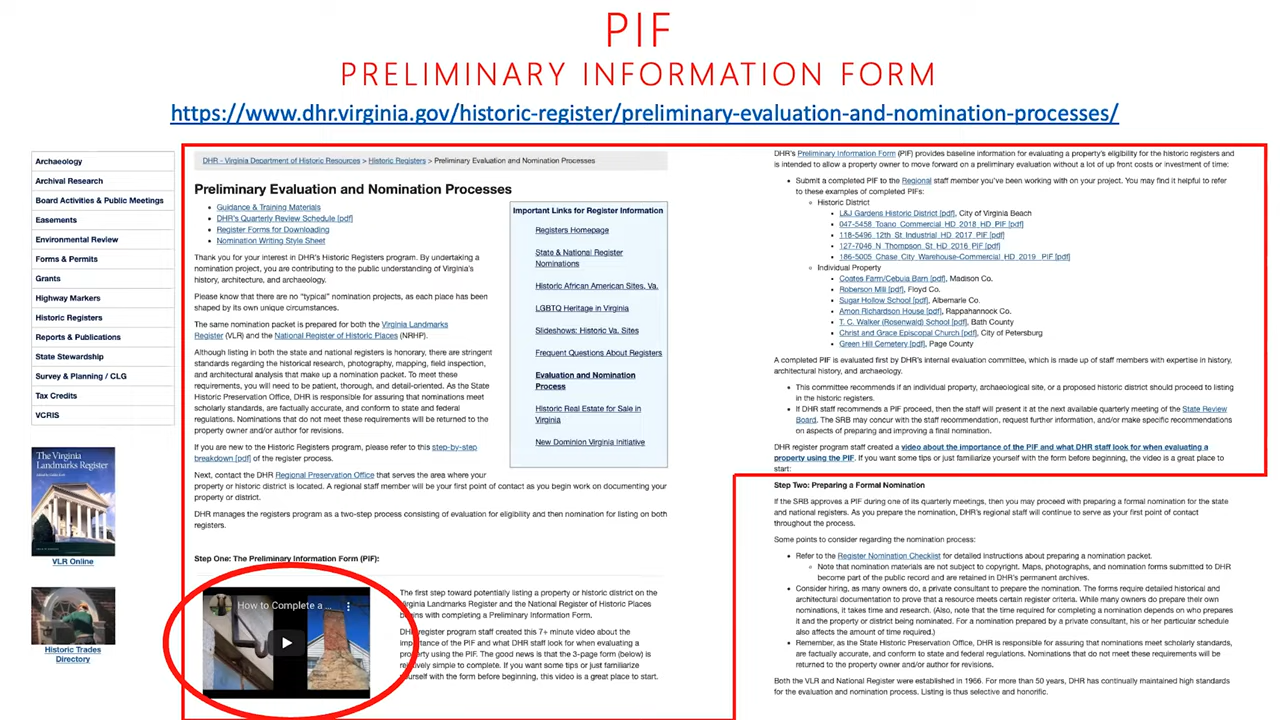 PIF
PRELIMINARY INFORMATION FORM
https://www.dhr.virginia.gov/historic-register/preliminary-evaluation-and-nomination-processes/
Archaeology
Archival Research
Board Activities & Public Meetings
Easements
Environmental Review
Forms & Permits
Grants
Highway Markers
Historic Registers
Reports & Publications
State Stewardship
Survey & Planning / CLG
Tax Credits
VCRIS
The Virginia
Landmarks Register
VLR Online
Historic Trades
Directory
DHR - Virginia Department of Historic Resources > Historic Registers > Preliminary Evaluation and Nomination Processes
Preliminary Evaluation and Nomination Processes
• Guidance & Training Materials
• DHR's Quarterly Review Schedule [pdf]
• Register Forms for Downloading
• Nomination Writing Style Sheet
Thank you for your interest in DHR's Historic Registers program. By undertaking a
nomination project, you are contributing to the public understanding of Virginia's
history, architecture, and archaeology.
Please know that there are no "typical" nomination projects, as each place has been
shaped by its own unique circumstances.
The same nomination packet is prepared for both the Virginia Landmarks
Register (VLR) and the National Register of Historic Places (NRHP).
Although listing in both the state and national registers is honorary, there are stringent
standards regarding the historical research, photography, mapping, field inspection,
and architectural analysis that make up a nomination packet. To meet these
requirements, you will need to be patient, thorough, and detail-oriented. As the State
Historic Preservation Office, DHR is responsible for assuring that nominations meet
scholarly standards, are factually accurate, and conform to state and federal
regulations. Nominations that do not meet these requirements will be returned to the
property owner and/or author for revisions.
If you are new to the Historic Registers program, please refer to this step-by-step
breakdown [pdf] of the register process.
Next, contact the DHR Regional Preservation Office that serves the area where your
property or historic district is located. A regional staff member will be your first point of contact as you begin work on documenting your
property or district.
DHR manages the registers program as a two-step process consisting of evaluation for eligibility and then nomination for listing on both
registers.
Important Links for Register Information
Registers Homepage
State & National Register
Nominations
Historic African American Sites, Va.
LGBTQ Heritage in Virginia
Slideshows: Historic Va. Sites
Frequent Questions About Registers
Evaluation and Nomination
Process
Historic Real Estate for Sale in
Virginia
New Dominion Virginia Initiative
Step One: The Preliminary Information Form (PIF):
How to Complete a ...
The first step toward potentially listing a property or historic district on the
Virginia Landmarks Register and the National Register of Historic Places
begins with completing a Preliminary Information Form.
DHR register program staff created this 7+ minute video about the
importance of the PIF and what DHR staff look for when evaluating a
property using the PIF. The good news is that the 3-page form (below) is
relatively simple to complete. If you want some tips or just familiarize
yourself with the form before beginning, this video is a great place to start.
DHR's Preliminary Information Form (PIF) provides baseline information for evaluating a property's eligibility for the historic registers and
is intended to allow a property owner to move forward on a preliminary evaluation without a lot of up front costs or investment of time:
• Submit a completed PIF to the Regional staff member you've been working with on your project. You may find it helpful to refer
to these examples of completed PIFs:
Historic District
L&J Gardens Historic District [pdf], City of Virginia Beach
047-5458_Toano_Commercial_HD_2018_HD_PIF [pdf]
118-5496_12th_St_Industrial_HD_2017_PIF [pdf]
127-7046_N_Thompson_St_HD_2016_PIF [pdf]
186-5005_Chase_City_Warehouse-Commercial_HD_2019_ PIF [pdf]
Individual Property
Coates Farm/Cebula Barn [pdf], Madison Co.
Roberson Mill [pdf], Floyd Co.
Sugar Hollow School [pdf], Albemarle Co.
Amon Richardson House [pdf], Rappahannock Co.
T. C. Walker (Rosenwald) School [pdf], Bath County
Christ and Grace Episcopal Church [pdf], City of Petersburg
Green Hill Cemetery [pdf], Page County
A completed PIF is evaluated first by DHR's internal evaluation committee, which is made up of staff members with expertise in history,
architectural history, and archaeology.
• This committee recommends if an individual property, archaeological site, or a proposed historic district should proceed to listing
in the historic registers.
• If DHR staff recommends a PIF proceed, then the staff will present it at the next available quarterly meeting of the State Review
Board. The SRB may concur with the staff recommendation, request further information, and/or make specific recommendations
on aspects of preparing and improving a final nomination.
DHR register program staff created a video about the importance of the PIF and what DHR staff look for when evaluating a
property using the PIF. If you want some tips or just familiarize yourself with the form before beginning, the video is a great place to
start:
Step Two: Preparing a Formal Nomination
If the SRB approves a PIF during one of its quarterly meetings, then you may proceed with preparing a formal nomination for the state
and national registers. As you prepare the nomination, DHR's regional staff will continue to serve as your first point of contact
throughout the process.
Some points to consider regarding the nomination process:
• Refer to the Register Nomination Checklist for detailed instructions about preparing a nomination packet.
Note that nomination materials are not subject to copyright. Maps, photographs, and nomination forms submitted to DHR
become part of the public record and are retained in DHR's permanent archives.
• Consider hiring, as many owners do, a private consultant to prepare the nomination. The forms require detailed historical and
architectural documentation to prove that a resource meets certain register criteria. While many owners do prepare their own
nominations, it takes time and research. (Also, note that the time required for completing a nomination depends on who prepares
it and the property or district being nominated. For a nomination prepared by a private consultant, his or her particular schedule
also affects the amount of time required.)
• Remember, as the State Historic Preservation Office, DHR is responsible for assuring that nominations meet scholarly standards,
are factually accurate, and conform to state and federal regulations. Nominations that do not meet these requirements will be
returned to the property owner and/or author for revisions.
Both the VLR and National Register were established in 1966. For more than 50 years, DHR has continually maintained high standards
for the evaluation and nomination process. Listing is thus selective and honorific.